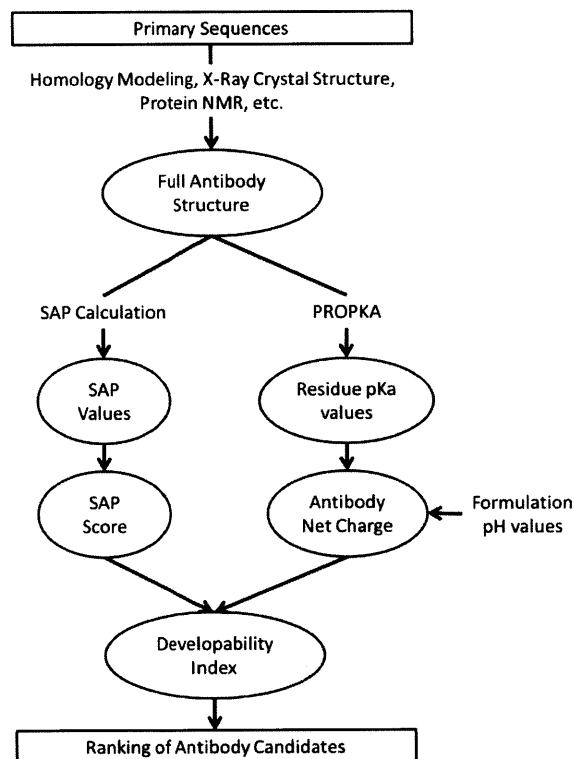 Primary Sequences
Homology Modeling, X-Ray Crystal Structure,
Protein NMR, etc.
Full Antibody
Structure
SAP Calculation
PROPKA
SAP
Values
Residue pKa
values
SAP
Score
Antibody
Net Charge
Formulation
pH values
Developability
Index
Ranking of Antibody Candidates